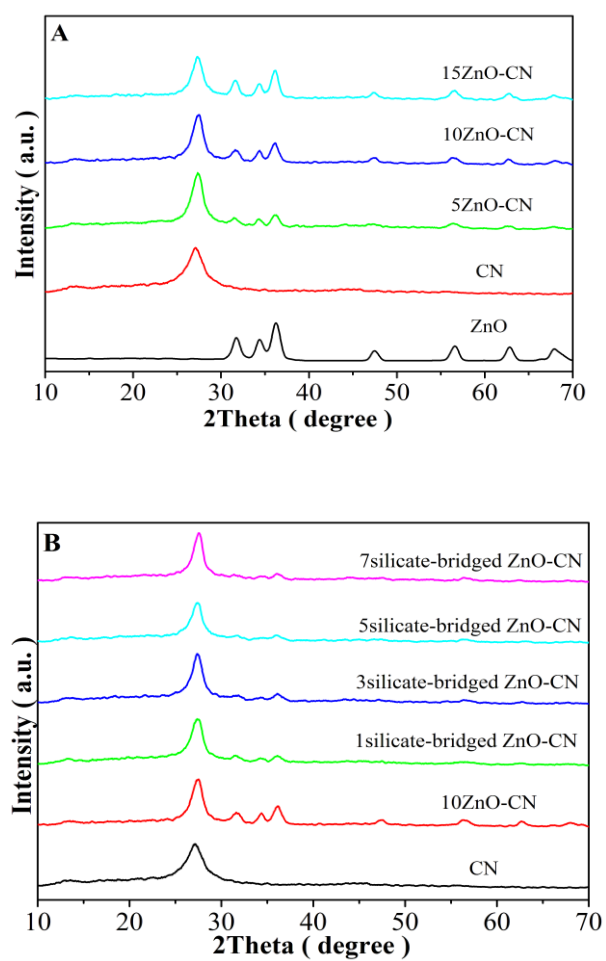 A
15ZnO-CN
10ZnO-CN
5ZnO-CN
CN
ZnO
Intensity ( a.u. )
10 20 30 40 50 60 70
2Theta ( degree )
B
7silicate-bridged ZnO-CN
5silicate-bridged ZnO-CN
3silicate-bridged ZnO-CN
1silicate-bridged ZnO-CN
10ZnO-CN
CN
Intensity ( a.u. )
10 20 30 40 50 60 70
2Theta ( degree )